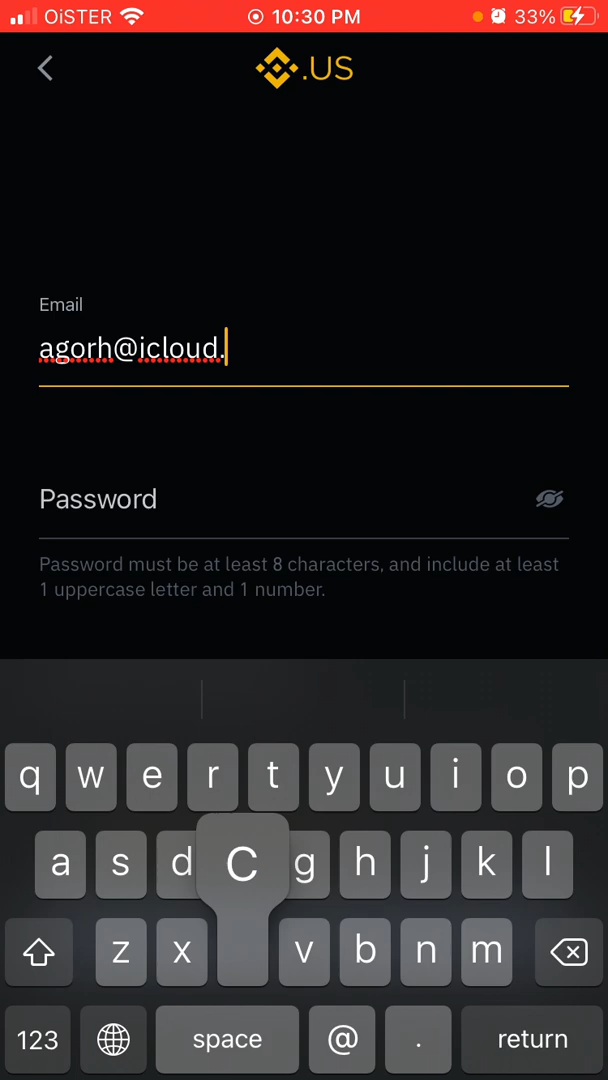 OiSTER 10:30 PM 33%
.US
Email
agorh@icloud.
Password
Password must be at least 8 characters, and include at least
1 uppercase letter and 1 number.
q w e r t y u i o p
a s d C g h j k l
z x v b n m
123 space @ . return